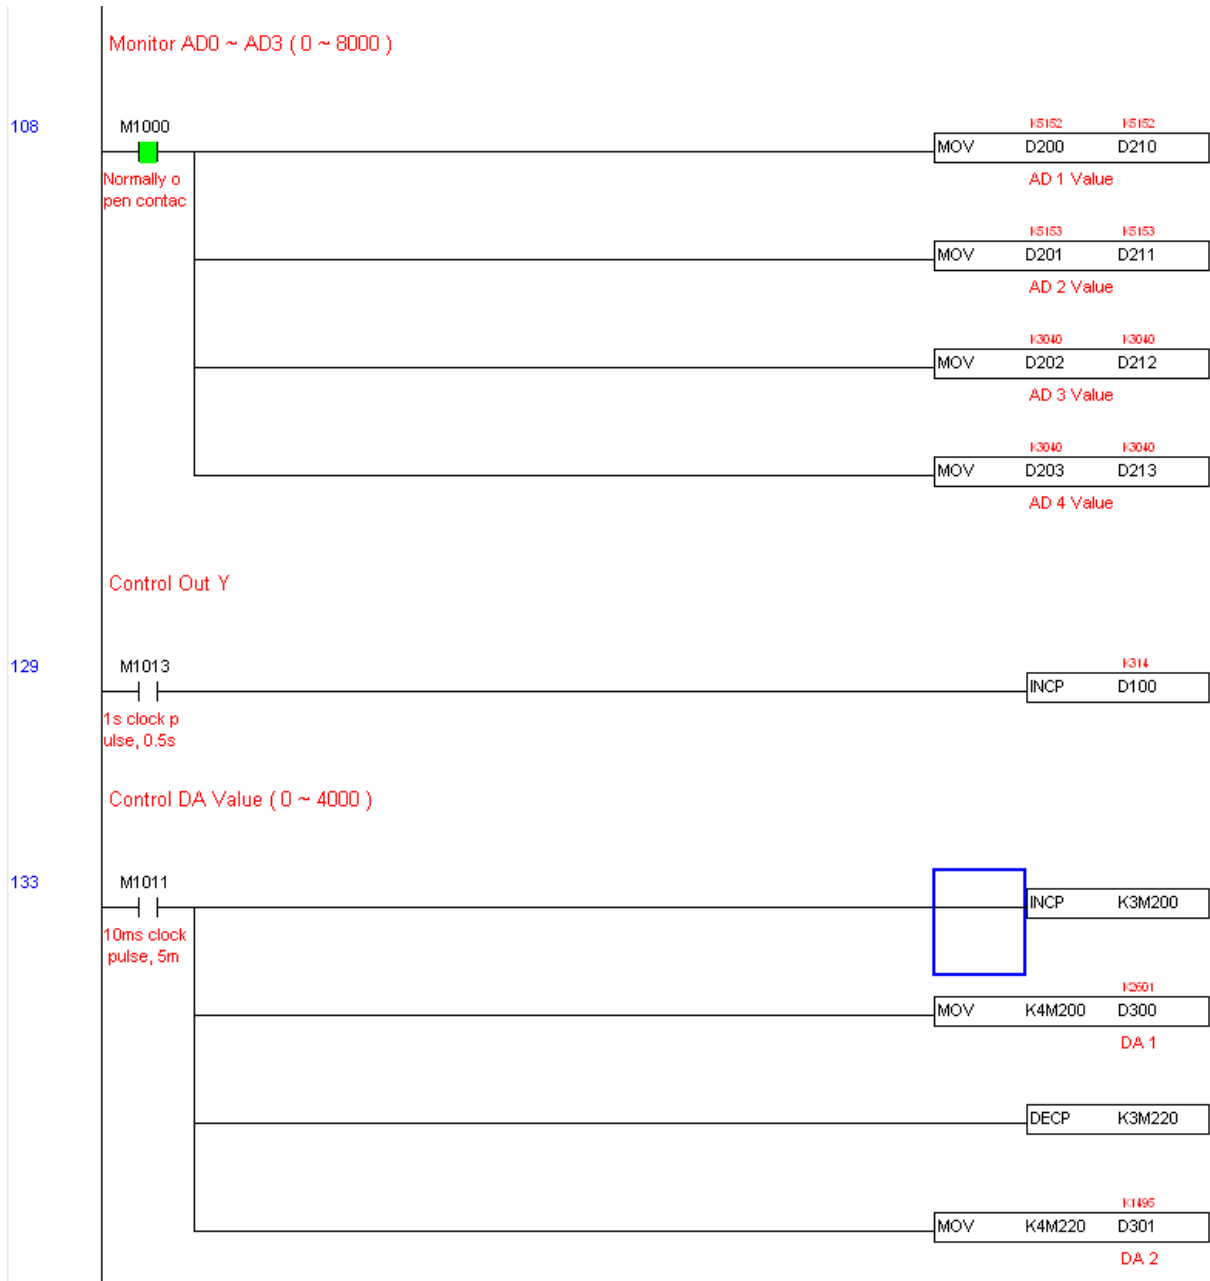 Monitor AD0 ~ AD3 ( 0 ~ 8000 )
108 M1000
Normally o
pen contac
K5152 K5152
MOV D200 D210
AD 1 Value
K5153 K5153
MOV D201 D211
AD 2 Value
K3040 K3040
MOV D202 D212
AD 3 Value
K3040 K3040
MOV D203 D213
AD 4 Value
Control Out Y
129 M1013
1s clock p
ulse, 0.5s
K314
INCP D100
Control DA Value ( 0 ~ 4000 )
133 M1011
10ms clock
pulse, 5m
INCP K3M200
K2601
MOV K4M200 D300
DA 1
DECP K3M220
K1495
MOV K4M220 D301
DA 2